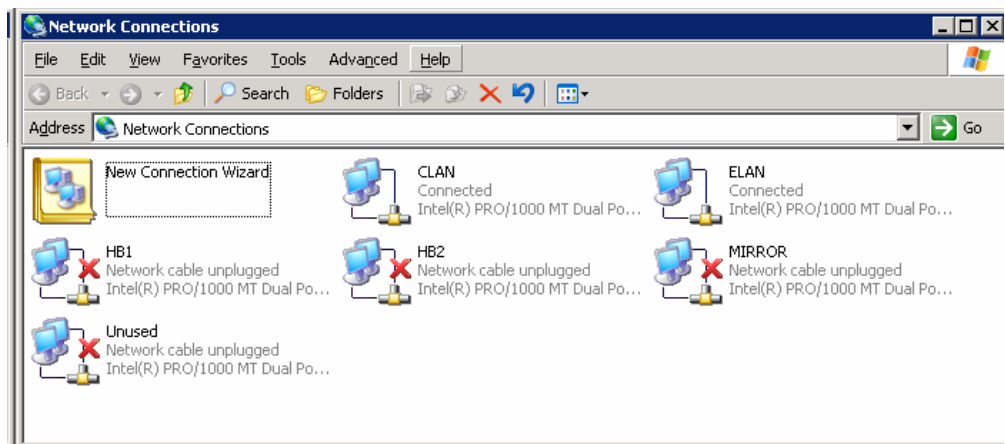 Network Connections
File Edit View Favorites Tools Advanced Help
Back Search Folders
Address Network Connections Go
New Connection Wizard
CLAN
Connected
Intel(R) PRO/1000 MT Dual Po...
ELAN
Connected
Intel(R) PRO/1000 MT Dual Po...
HB1
Network cable unplugged
Intel(R) PRO/1000 MT Dual Po...
HB2
Network cable unplugged
Intel(R) PRO/1000 MT Dual Po...
MIRROR
Network cable unplugged
Intel(R) PRO/1000 MT Dual Po...
Unused
Network cable unplugged
Intel(R) PRO/1000 MT Dual Po...